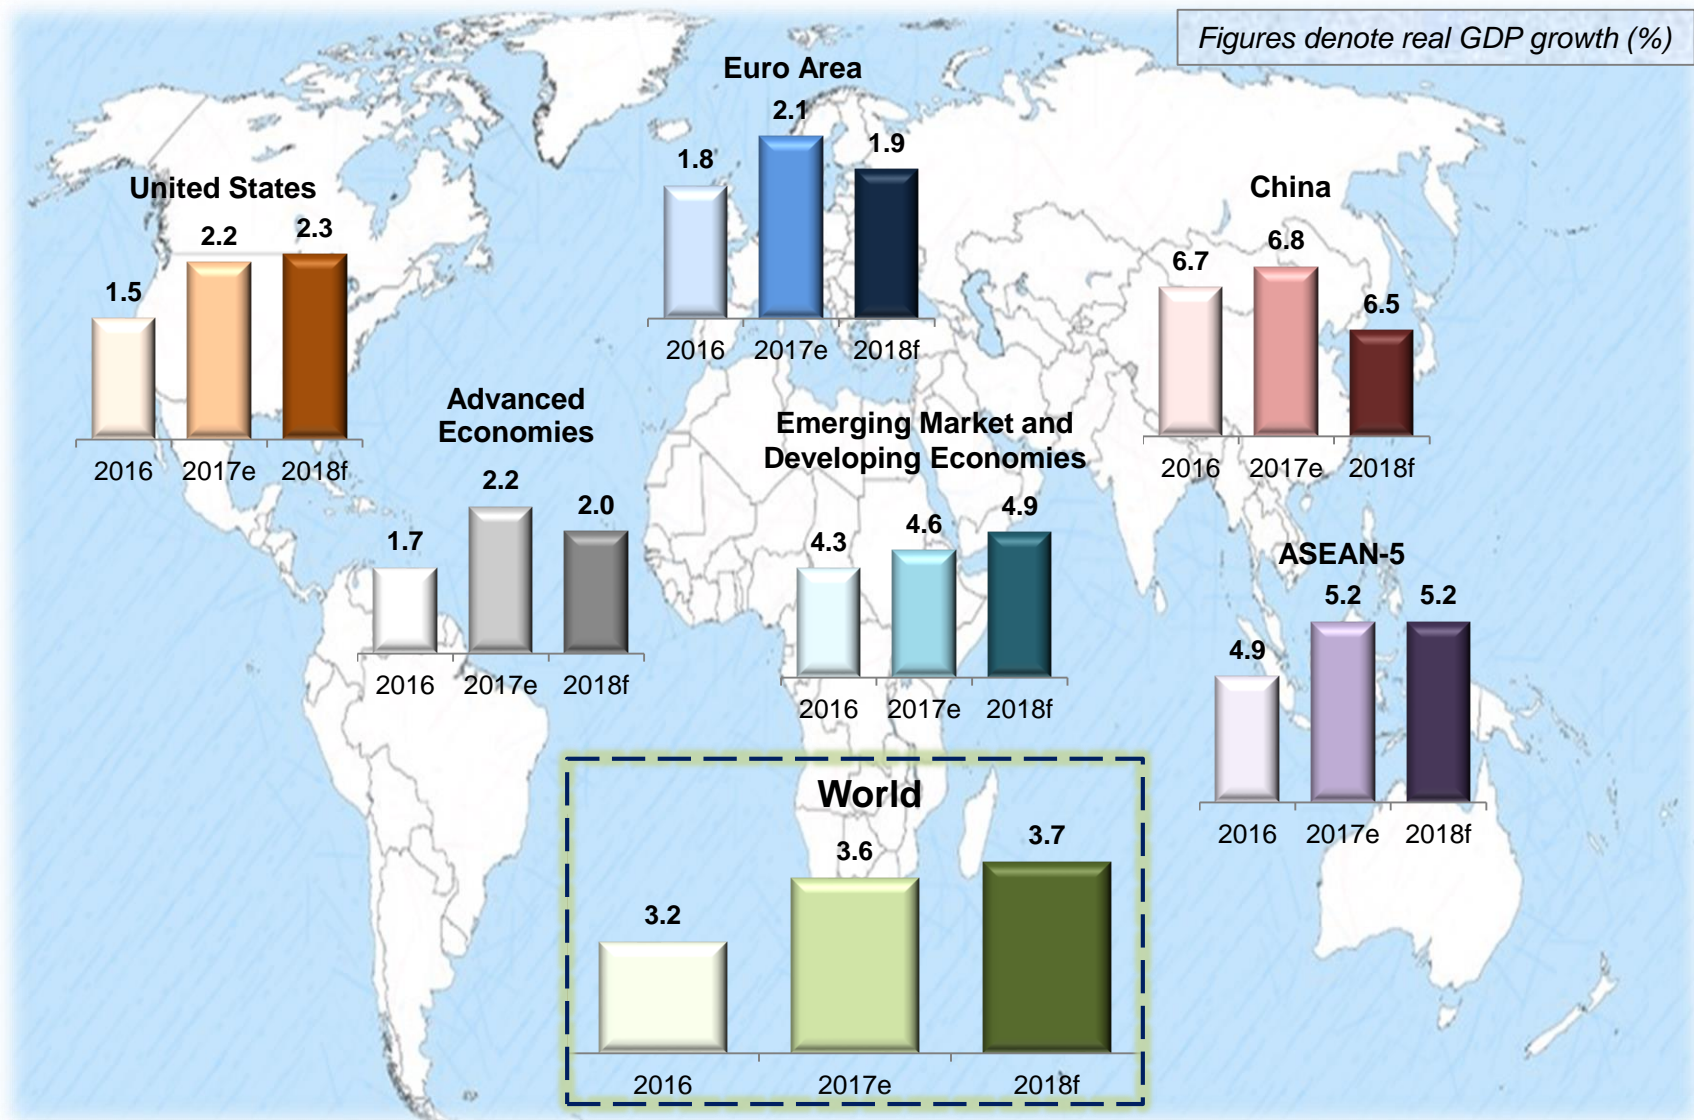 Figures denote real GDP growth (%)
Euro Area
2.1
1.8
1.9
2016 2017e 2018f
United States
2.2
2.3
1.5
2016 2017e 2018f
China
6.8
6.7
6.5
2016 2017e 2018f
Advanced
Economies
2.2
2.0
1.7
2016 2017e 2018f
Emerging Market and
Developing Economies
4.9
4.6
4.3
2016 2017e 2018f
ASEAN-5
5.2 5.2
4.9
2016 2017e 2018f
World
3.7
3.6
3.2
2016 2017e 2018f